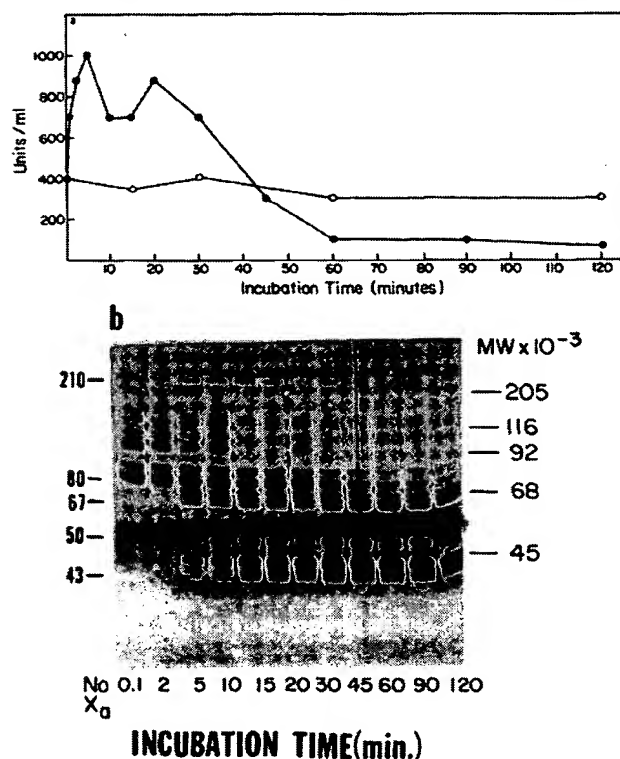 a
1000
800
600
400
200
Units/ml
10 20 30 40 50 60 70 80 90 100 110 120
Incubation Time (minutes)
b
MW x 10⁻³
210 —
80 —
67 —
50 —
43 —
— 205
— 116
— 92
— 68
— 45
No 0.1 2 5 10 15 20 30 45 60 90 120
Xa
INCUBATION TIME(min.)